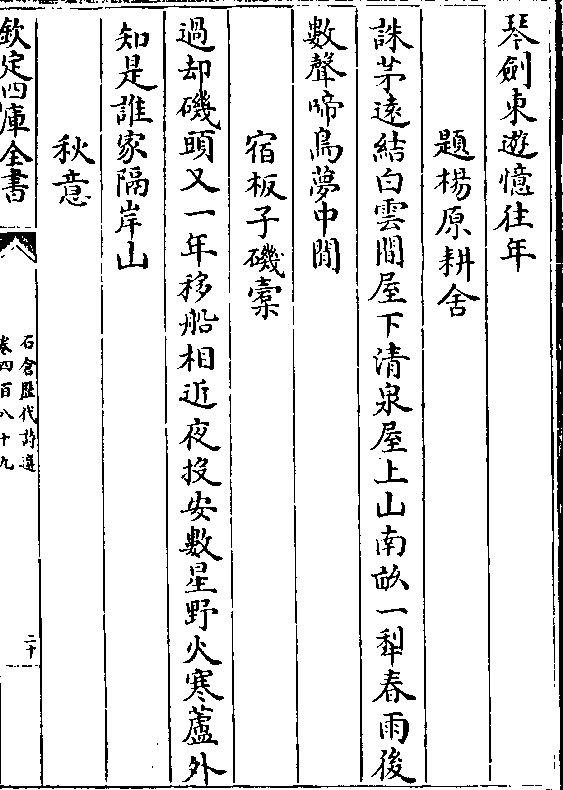 琴劍東遊憶往年
題楊原耕舍
誅茅遠結白雲間屋下清泉屋上山南畝一犂春雨後
數聲啼鳥夢中閒
宿板子磯㝢
過却磯頭又一年移船相近夜投安數星野火寒蘆外
知是誰家隔岸山
秋意
欽定四庫全書
石倉歴代詩選
卷四百八十九
二十